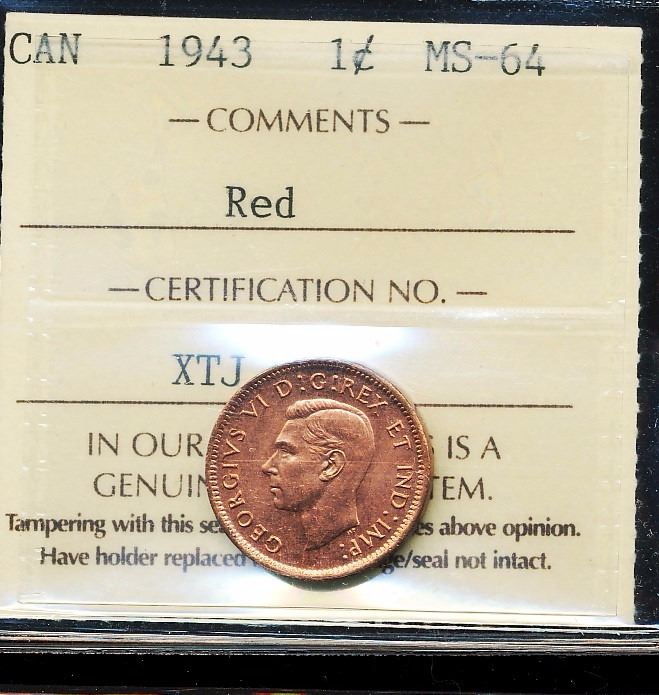 CAN 1943 1¢ MS-64
— COMMENTS —
Red
— CERTIFICATION NO. —
XTJ
IN OUR IS A
GENUIN TEM.
Tampering with this se es above opinion.
Have holder replaced ge/seal not intact.
GEORGIVS VI D:G:REX ET IND:IMP: